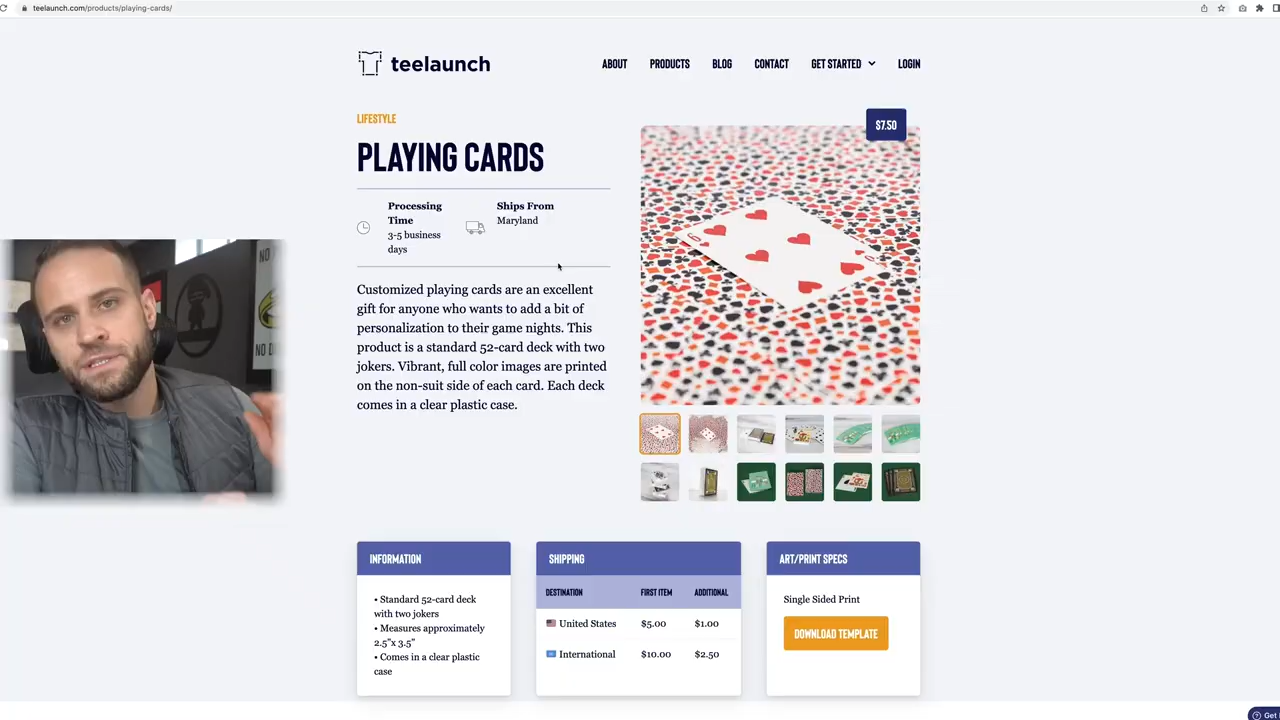 teelaunch.com/products/playing-cards/
teelaunch
ABOUT
PRODUCTS
BLOG
CONTACT
GET STARTED
LOGIN
LIFESTYLE
PLAYING CARDS
Processing
Time
3-5 business
days
Ships From
Maryland
$7.50
Customized playing cards are an excellent
gift for anyone who wants to add a bit of
personalization to their game nights. This
product is a standard 52-card deck with two
jokers. Vibrant, full color images are printed
on the non-suit side of each card. Each deck
comes in a clear plastic case.
NO
NO D
INFORMATION
• Standard 52-card deck
with two jokers
• Measures approximately
2.5"x 3.5"
• Comes in a clear plastic
case
SHIPPING
DESTINATION FIRST ITEM ADDITIONAL
United States $5.00 $1.00
International $10.00 $2.50
ART/PRINT SPECS
Single Sided Print
DOWNLOAD TEMPLATE
Get